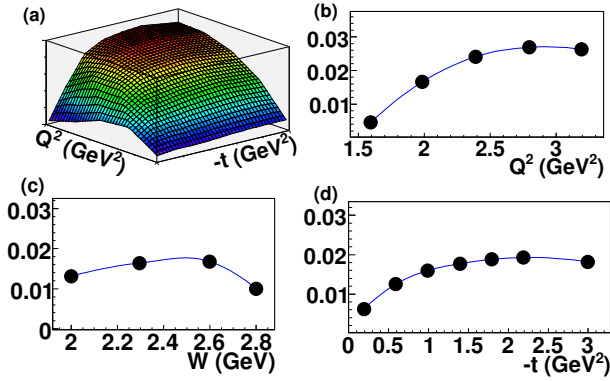 (a)
Q² (GeV²)
-t (GeV²)
(b)
0.03
0.02
0.01
1.5 2 2.5 3
Q² (GeV²)
(c)
0.03
0.02
0.01
0
2 2.2 2.4 2.6 2.8
W (GeV)
(d)
0.03
0.02
0.01
0 0.5 1 1.5 2 2.5 3
-t (GeV²)